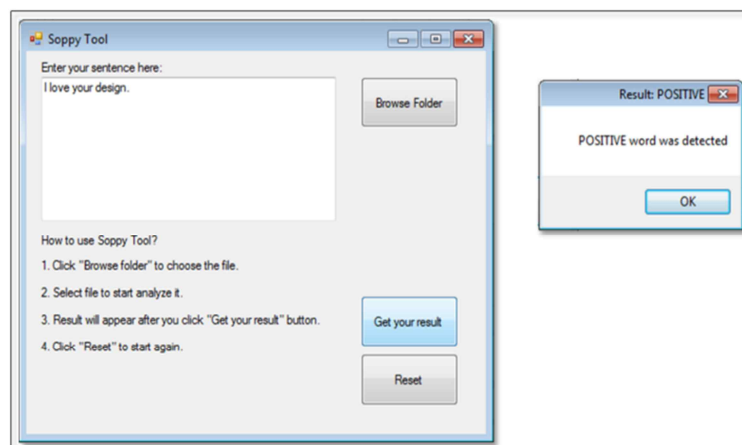 Soppy Tool
Enter your sentence here:
I love your design.
Browse Folder
How to use Soppy Tool?
1. Click "Browse folder" to choose the file.
2. Select file to start analyze it.
3. Result will appear after you click "Get your result" button.
4. Click "Reset" to start again.
Get your result
Reset
Result: POSITIVE
POSITIVE word was detected
OK